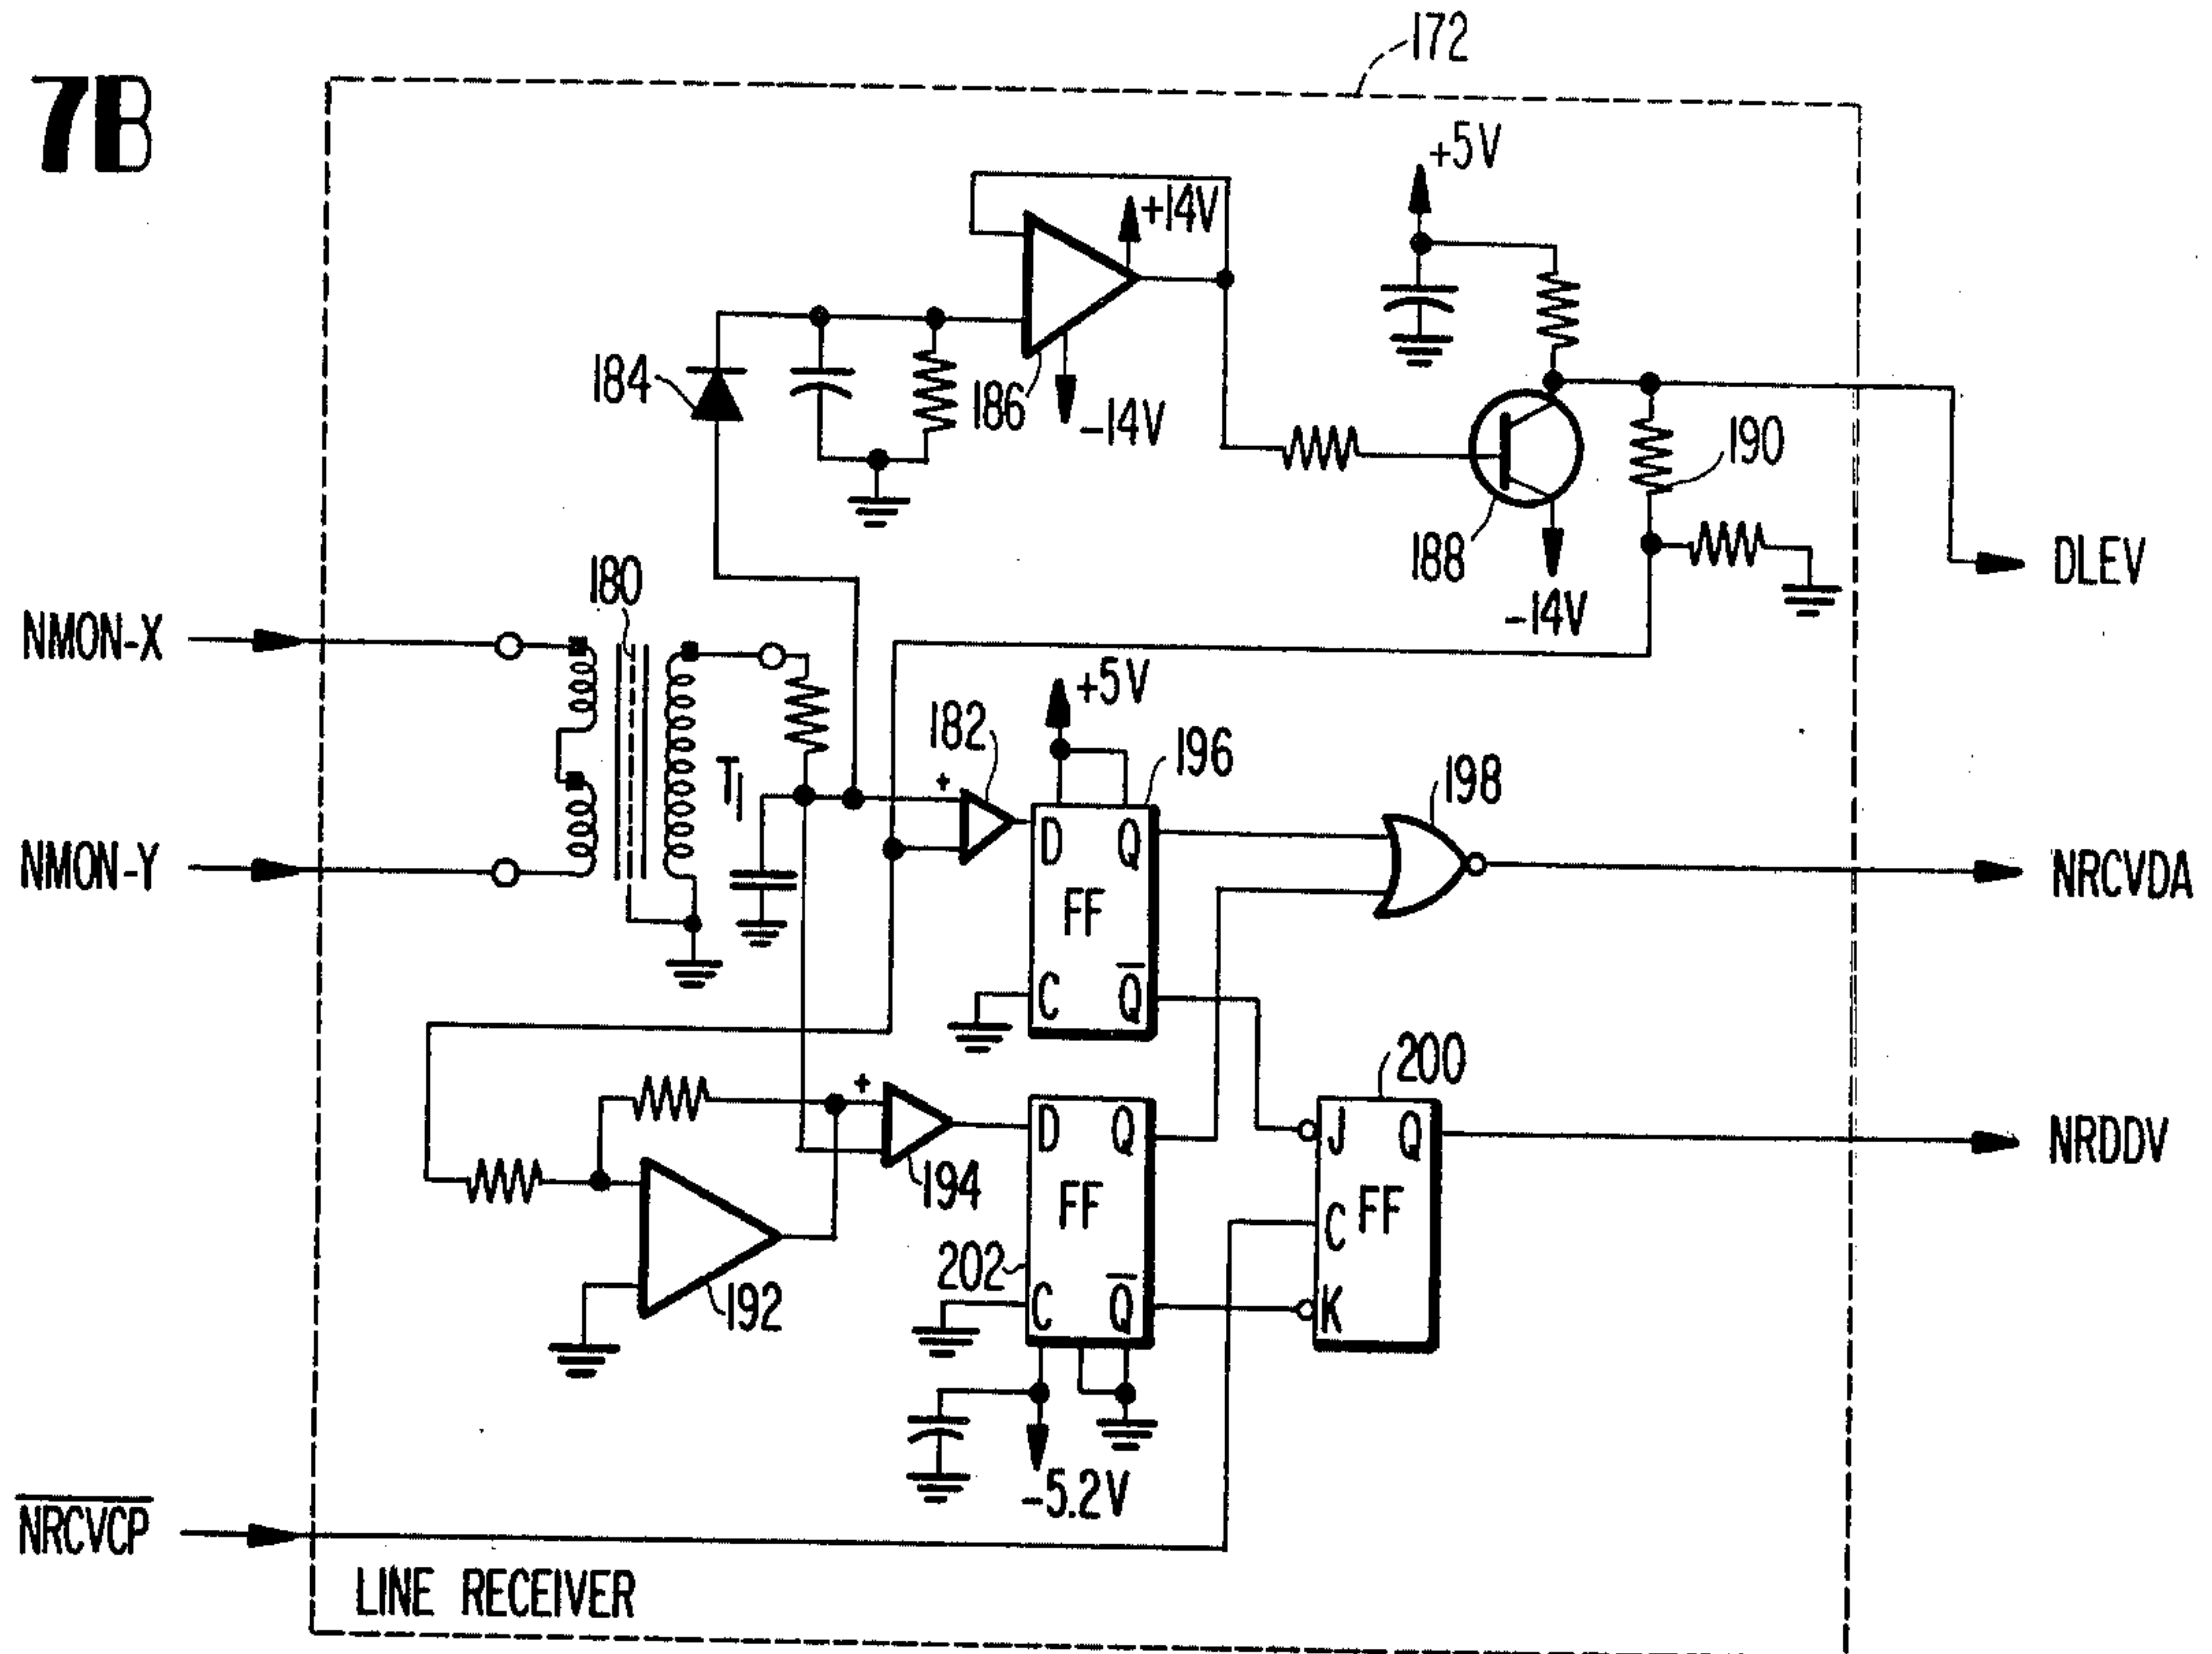 7B
172
+5V
+14V
184
186
-14V
190
188
-14V
DLEV
180
NMON-X
+5V
182
196
T1
+
198
D Q
NMON-Y
FF
NRCVDA
C Q̅
200
+
D Q
J Q
NRDDV
194
FF
C FF
202
192
C Q̅
K
-5.2V
N̅R̅C̅V̅C̅P̅
LINE RECEIVER